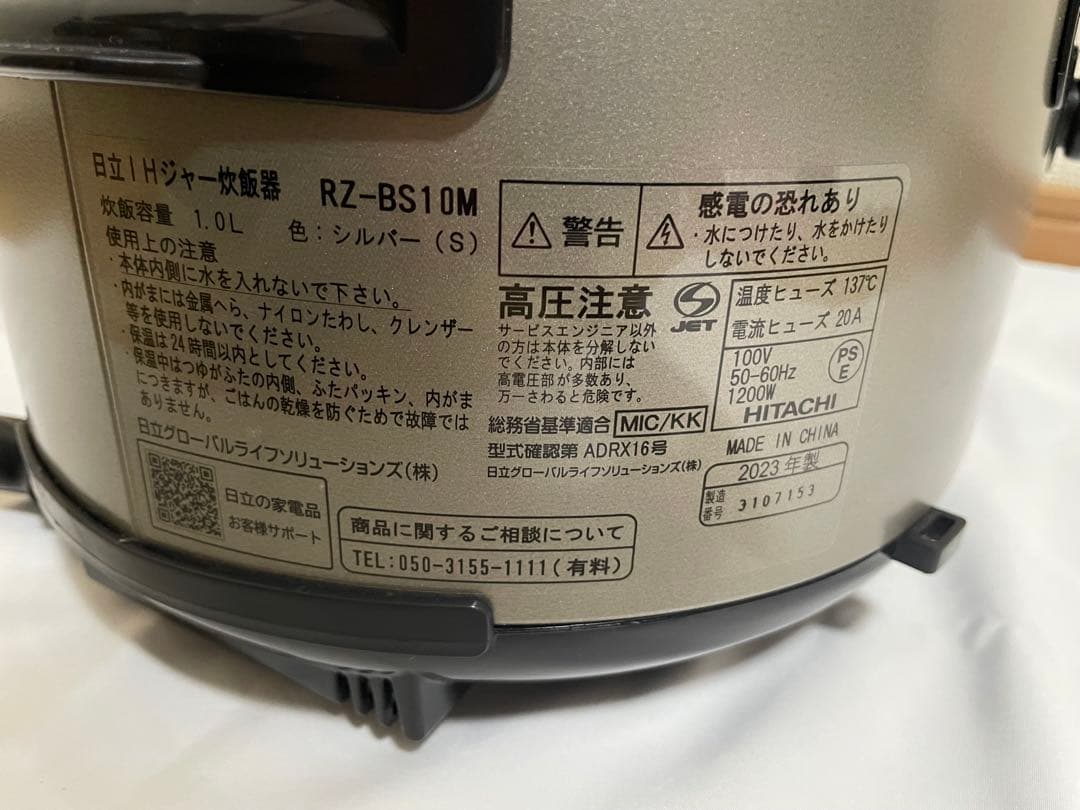 日立IHジャー炊飯器 RZ-BS10M
炊飯容量 1.0L 色：シルバー（S）
使用上の注意
・本体内側に水を入れないで下さい。
・内がまには金属へら、ナイロンたわし、クレンザー
等を使用しないでください。
・保温は24時間以内としてください。
・保温中はつゆがふたの内側、ふたパッキン、内がま
につきますが、ごはんの乾燥を防ぐためで故障では
ありません。
日立グローバルライフソリューションズ（株）
日立の家電品
お客様サポート
商品に関するご相談について
TEL:050-3155-1111（有料）
警告
感電の恐れあり
・水につけたり、水をかけたり
しないでください。
高圧注意
サービスエンジニア以外
の方は本体を分解しない
でください。内部には
高電圧部が多数あり、
万一さわると危険です。
S
JET
温度ヒューズ 137℃
電流ヒューズ 20A
100V
50-60Hz
1200W
PS
E
HITACHI
総務省基準適合 MIC/KK
型式確認第 ADRX16号
日立グローバルライフソリューションズ（株）
MADE IN CHINA
2023年製
製造
番号 3107153